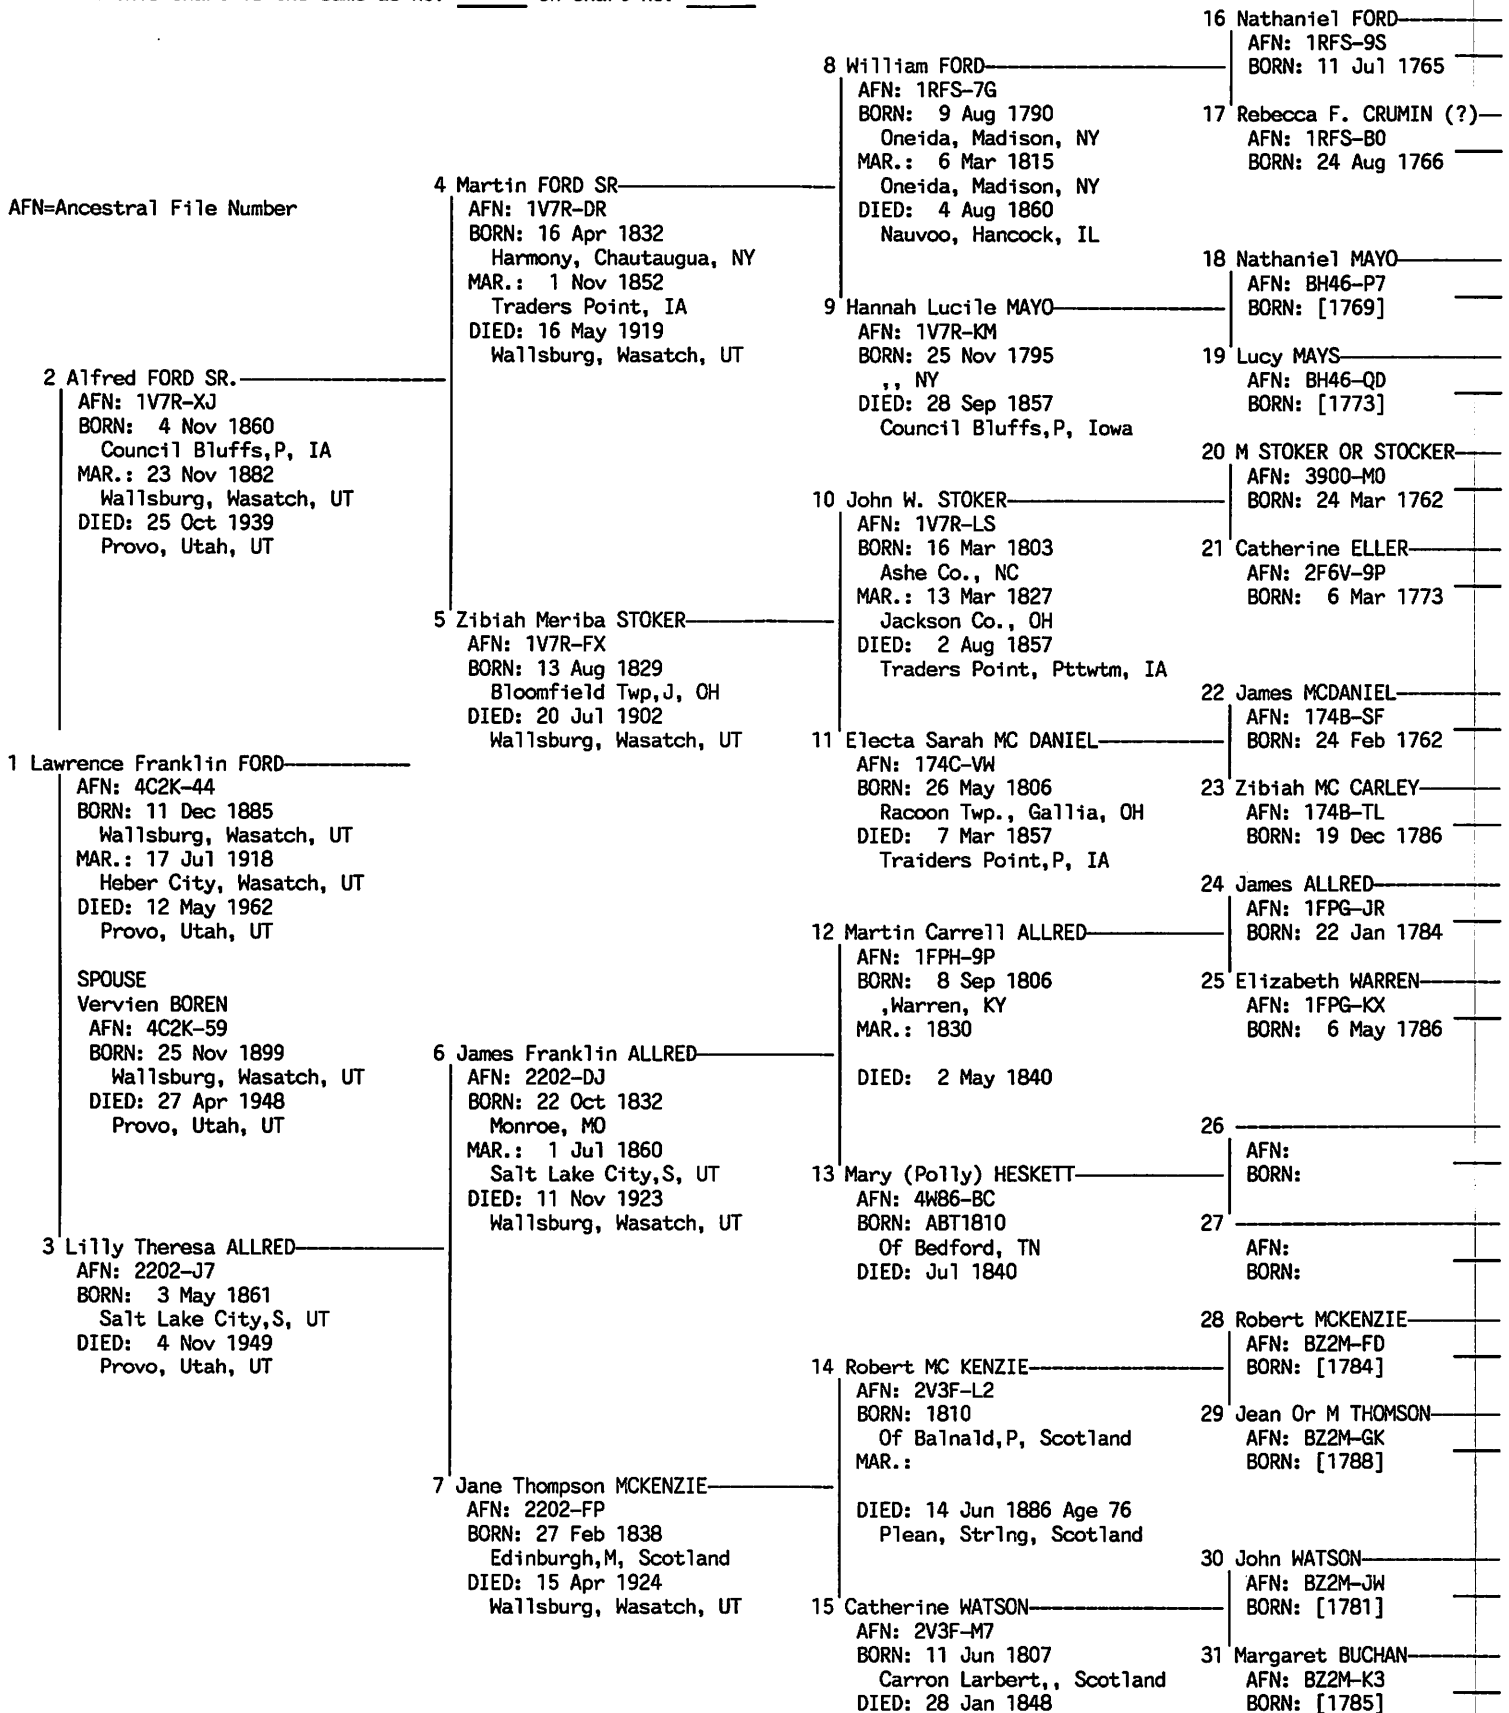 this chart is the same as no. ______ on chart no. ______
AFN=Ancestral File Number
1 Lawrence Franklin FORD
AFN: 4C2K-44
BORN: 11 Dec 1885
Wallsburg, Wasatch, UT
MAR.: 17 Jul 1918
Heber City, Wasatch, UT
DIED: 12 May 1962
Provo, Utah, UT
SPOUSE
Vervien BOREN
AFN: 4C2K-59
BORN: 25 Nov 1899
Wallsburg, Wasatch, UT
DIED: 27 Apr 1948
Provo, Utah, UT
2 Alfred FORD SR.
AFN: 1V7R-XJ
BORN: 4 Nov 1860
Council Bluffs,P, IA
MAR.: 23 Nov 1882
Wallsburg, Wasatch, UT
DIED: 25 Oct 1939
Provo, Utah, UT
3 Lilly Theresa ALLRED
AFN: 2202-J7
BORN: 3 May 1861
Salt Lake City,S, UT
DIED: 4 Nov 1949
Provo, Utah, UT
4 Martin FORD SR
AFN: 1V7R-DR
BORN: 16 Apr 1832
Harmony, Chautaugua, NY
MAR.: 1 Nov 1852
Traders Point, IA
DIED: 16 May 1919
Wallsburg, Wasatch, UT
5 Zibiah Meriba STOKER
AFN: 1V7R-FX
BORN: 13 Aug 1829
Bloomfield Twp,J, OH
DIED: 20 Jul 1902
Wallsburg, Wasatch, UT
6 James Franklin ALLRED
AFN: 2202-DJ
BORN: 22 Oct 1832
Monroe, MO
MAR.: 1 Jul 1860
Salt Lake City,S, UT
DIED: 11 Nov 1923
Wallsburg, Wasatch, UT
7 Jane Thompson MCKENZIE
AFN: 2202-FP
BORN: 27 Feb 1838
Edinburgh,M, Scotland
DIED: 15 Apr 1924
Wallsburg, Wasatch, UT
8 William FORD
AFN: 1RFS-7G
BORN: 9 Aug 1790
Oneida, Madison, NY
MAR.: 6 Mar 1815
Oneida, Madison, NY
DIED: 4 Aug 1860
Nauvoo, Hancock, IL
9 Hannah Lucile MAYO
AFN: 1V7R-KM
BORN: 25 Nov 1795
,, NY
DIED: 28 Sep 1857
Council Bluffs,P, Iowa
10 John W. STOKER
AFN: 1V7R-LS
BORN: 16 Mar 1803
Ashe Co., NC
MAR.: 13 Mar 1827
Jackson Co., OH
DIED: 2 Aug 1857
Traders Point, Pttwtm, IA
11 Electa Sarah MC DANIEL
AFN: 174C-VW
BORN: 26 May 1806
Racoon Twp., Gallia, OH
DIED: 7 Mar 1857
Traiders Point,P, IA
12 Martin Carrell ALLRED
AFN: 1FPH-9P
BORN: 8 Sep 1806
,Warren, KY
MAR.: 1830
DIED: 2 May 1840
13 Mary (Polly) HESKETT
AFN: 4W86-BC
BORN: ABT1810
Of Bedford, TN
DIED: Jul 1840
14 Robert MC KENZIE
AFN: 2V3F-L2
BORN: 1810
Of Balnald,P, Scotland
MAR.:
DIED: 14 Jun 1886 Age 76
Plean, Strlng, Scotland
15 Catherine WATSON
AFN: 2V3F-M7
BORN: 11 Jun 1807
Carron Larbert,, Scotland
DIED: 28 Jan 1848
16 Nathaniel FORD
AFN: 1RFS-9S
BORN: 11 Jul 1765
17 Rebecca F. CRUMIN (?)
AFN: 1RFS-B0
BORN: 24 Aug 1766
18 Nathaniel MAYO
AFN: BH46-P7
BORN: [1769]
19 Lucy MAYS
AFN: BH46-QD
BORN: [1773]
20 M STOKER OR STOCKER
AFN: 3900-M0
BORN: 24 Mar 1762
21 Catherine ELLER
AFN: 2F6V-9P
BORN: 6 Mar 1773
22 James MCDANIEL
AFN: 174B-SF
BORN: 24 Feb 1762
23 Zibiah MC CARLEY
AFN: 174B-TL
BORN: 19 Dec 1786
24 James ALLRED
AFN: 1FPG-JR
BORN: 22 Jan 1784
25 Elizabeth WARREN
AFN: 1FPG-KX
BORN: 6 May 1786
26
AFN:
BORN:
27
AFN:
BORN:
28 Robert MCKENZIE
AFN: BZ2M-FD
BORN: [1784]
29 Jean Or M THOMSON
AFN: BZ2M-GK
BORN: [1788]
30 John WATSON
AFN: BZ2M-JW
BORN: [1781]
31 Margaret BUCHAN
AFN: BZ2M-K3
BORN: [1785]